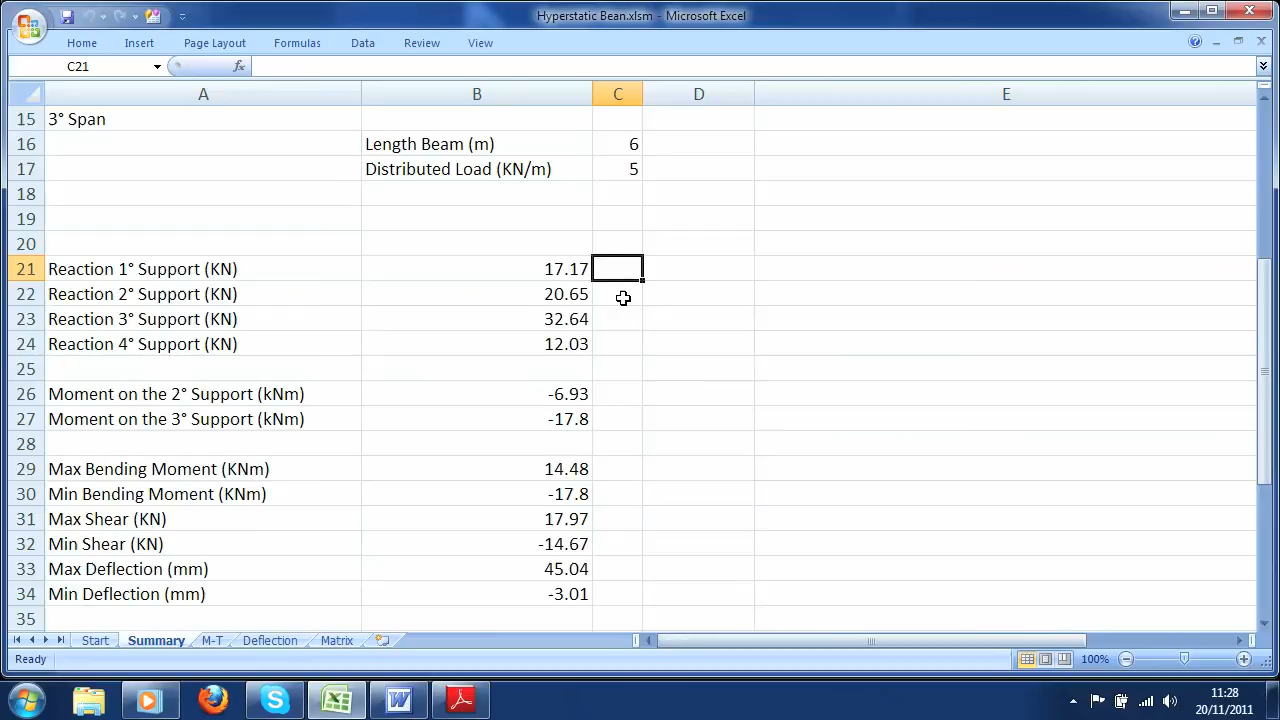 Hyperstatic Bean.xlsm - Microsoft Excel
Home Insert Page Layout Formulas Data Review View
C21 fx
A B C D E
15 3° Span
16 Length Beam (m) 6
17 Distributed Load (KN/m) 5
18
19
20
21 Reaction 1° Support (KN) 17.17
22 Reaction 2° Support (KN) 20.65
23 Reaction 3° Support (KN) 32.64
24 Reaction 4° Support (KN) 12.03
25
26 Moment on the 2° Support (kNm) -6.93
27 Moment on the 3° Support (kNm) -17.8
28
29 Max Bending Moment (KNm) 14.48
30 Min Bending Moment (KNm) -17.8
31 Max Shear (KN) 17.97
32 Min Shear (KN) -14.67
33 Max Deflection (mm) 45.04
34 Min Deflection (mm) -3.01
35
Start Summary M-T Deflection Matrix
Ready 100%
11:28
20/11/2011